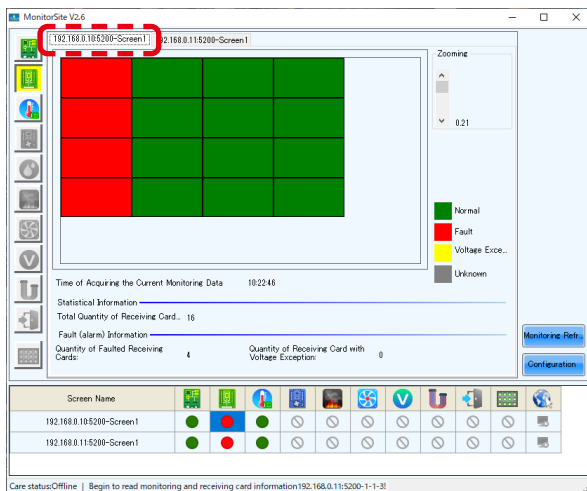 MonitorSite V2.6
192.168.0.10:5200-Screen1
192.168.0.11:5200-Screen1
Zooming
0.21
Normal
Fault
Voltage Exce...
Unknown
Time of Acquiring the Current Monitoring Data 10:22:46
Statistical Information
Total Quantity of Receiving Card... 16
Fault (alarm) Information
Quantity of Faulted Receiving Cards: 4
Quantity of Receiving Card with Voltage Exception: 0
Monitoring Refr...
Configuration
Screen Name
192.168.0.10:5200-Screen1
192.168.0.11:5200-Screen1
Care status:Offline | Begin to read monitoring and receiving card information192.168.0.11:5200-1-1-3!